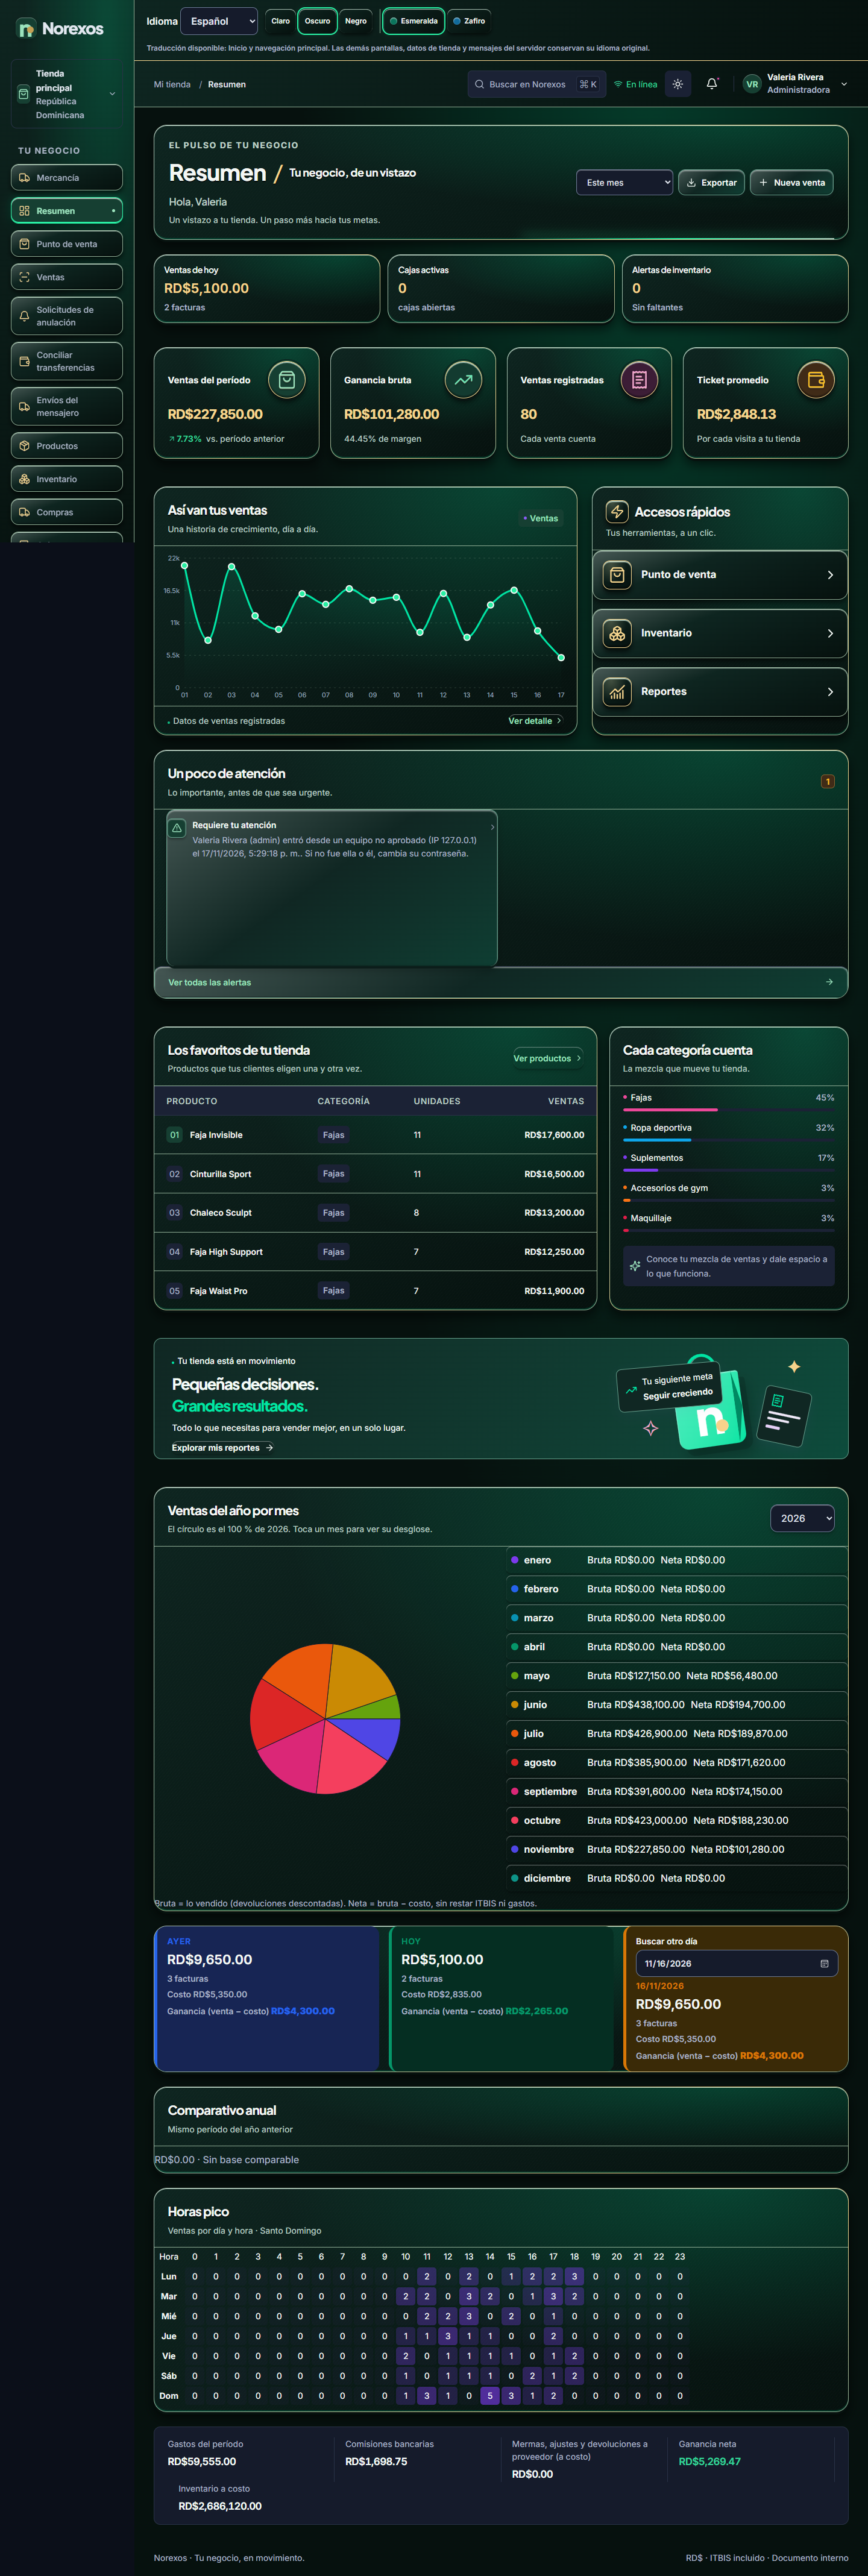 Norexos
Tienda
principal
República
Dominicana
TU NEGOCIO
Mercancía
Resumen
Punto de venta
Ventas
Solicitudes de
anulación
Conciliar
transferencias
Envíos del
mensajero
Productos
Inventario
Compras
Idioma Español Claro Oscuro Negro Esmeralda Zafiro
Traducción disponible: Inicio y navegación principal. Las demás pantallas, datos de tienda y mensajes del servidor conservan su idioma original.
Mi tienda / Resumen
Buscar en Norexos ⌘ K
En línea
VR
Valeria Rivera
Administradora
EL PULSO DE TU NEGOCIO
Resumen / Tu negocio, de un vistazo
Hola, Valeria
Un vistazo a tu tienda. Un paso más hacia tus metas.
Este mes
Exportar
+ Nueva venta
Ventas de hoy
RD$5,100.00
2 facturas
Cajas activas
0
cajas abiertas
Alertas de inventario
0
Sin faltantes
Ventas del período
RD$227,850.00
7.73% vs. período anterior
Ganancia bruta
RD$101,280.00
44.45% de margen
Ventas registradas
80
Cada venta cuenta
Ticket promedio
RD$2,848.13
Por cada visita a tu tienda
Así van tus ventas
Una historia de crecimiento, día a día.
Ventas
22k
16.5k
11k
5.5k
0
01 02 03 04 05 06 07 08 09 10 11 12 13 14 15 16 17
Datos de ventas registradas
Ver detalle
Accesos rápidos
Tus herramientas, a un clic.
Punto de venta
Inventario
Reportes
Un poco de atención
Lo importante, antes de que sea urgente.
1
Requiere tu atención
Valeria Rivera (admin) entró desde un equipo no aprobado (IP 127.0.0.1)
el 17/11/2026, 5:29:18 p. m.. Si no fue ella o él, cambia su contraseña.
Ver todas las alertas
Los favoritos de tu tienda
Productos que tus clientes eligen una y otra vez.
Ver productos
PRODUCTO CATEGORÍA UNIDADES VENTAS
01 Faja Invisible Fajas 11 RD$17,600.00
02 Cinturilla Sport Fajas 11 RD$16,500.00
03 Chaleco Sculpt Fajas 8 RD$13,200.00
04 Faja High Support Fajas 7 RD$12,250.00
05 Faja Waist Pro Fajas 7 RD$11,900.00
Cada categoría cuenta
La mezcla que mueve tu tienda.
Fajas 45%
Ropa deportiva 32%
Suplementos 17%
Accesorios de gym 3%
Maquillaje 3%
Conoce tu mezcla de ventas y dale espacio a
lo que funciona.
Tu tienda está en movimiento
Pequeñas decisiones.
Grandes resultados.
Todo lo que necesitas para vender mejor, en un solo lugar.
Explorar mis reportes
Tu siguiente meta
Seguir creciendo
n
Ventas del año por mes
El círculo es el 100 % de 2026. Toca un mes para ver su desglose.
2026
enero Bruta RD$0.00 Neta RD$0.00
febrero Bruta RD$0.00 Neta RD$0.00
marzo Bruta RD$0.00 Neta RD$0.00
abril Bruta RD$0.00 Neta RD$0.00
mayo Bruta RD$127,150.00 Neta RD$56,480.00
junio Bruta RD$438,100.00 Neta RD$194,700.00
julio Bruta RD$426,900.00 Neta RD$189,870.00
agosto Bruta RD$385,900.00 Neta RD$171,620.00
septiembre Bruta RD$391,600.00 Neta RD$174,150.00
octubre Bruta RD$423,000.00 Neta RD$188,230.00
noviembre Bruta RD$227,850.00 Neta RD$101,280.00
diciembre Bruta RD$0.00 Neta RD$0.00
Bruta = lo vendido (devoluciones descontadas). Neta = bruta − costo, sin restar ITBIS ni gastos.
AYER
RD$9,650.00
3 facturas
Costo RD$5,350.00
Ganancia (venta − costo) RD$4,300.00
HOY
RD$5,100.00
2 facturas
Costo RD$2,835.00
Ganancia (venta − costo) RD$2,265.00
Buscar otro día
11/16/2026
16/11/2026
RD$9,650.00
3 facturas
Costo RD$5,350.00
Ganancia (venta − costo) RD$4,300.00
Comparativo anual
Mismo período del año anterior
RD$0.00 · Sin base comparable
Horas pico
Ventas por día y hora · Santo Domingo
Hora 0 1 2 3 4 5 6 7 8 9 10 11 12 13 14 15 16 17 18 19 20 21 22 23
Lun 0 0 0 0 0 0 0 0 0 0 0 2 0 2 0 1 2 2 3 0 0 0 0 0
Mar 0 0 0 0 0 0 0 0 0 0 2 2 0 3 2 0 1 3 2 0 0 0 0 0
Mié 0 0 0 0 0 0 0 0 0 0 0 2 2 3 0 2 0 1 0 0 0 0 0 0
Jue 0 0 0 0 0 0 0 0 0 0 1 1 3 1 1 0 0 2 0 0 0 0 0 0
Vie 0 0 0 0 0 0 0 0 0 0 2 0 1 1 1 1 0 1 2 0 0 0 0 0
Sáb 0 0 0 0 0 0 0 0 0 0 1 0 1 1 1 0 2 1 2 0 0 0 0 0
Dom 0 0 0 0 0 0 0 0 0 0 1 3 1 0 5 3 1 2 0 0 0 0 0 0
Gastos del período
RD$59,555.00
Comisiones bancarias
RD$1,698.75
Mermas, ajustes y devoluciones a
proveedor (a costo)
RD$0.00
Ganancia neta
RD$5,269.47
Inventario a costo
RD$2,686,120.00
Norexos · Tu negocio, en movimiento.
RD$ · ITBIS incluido · Documento interno